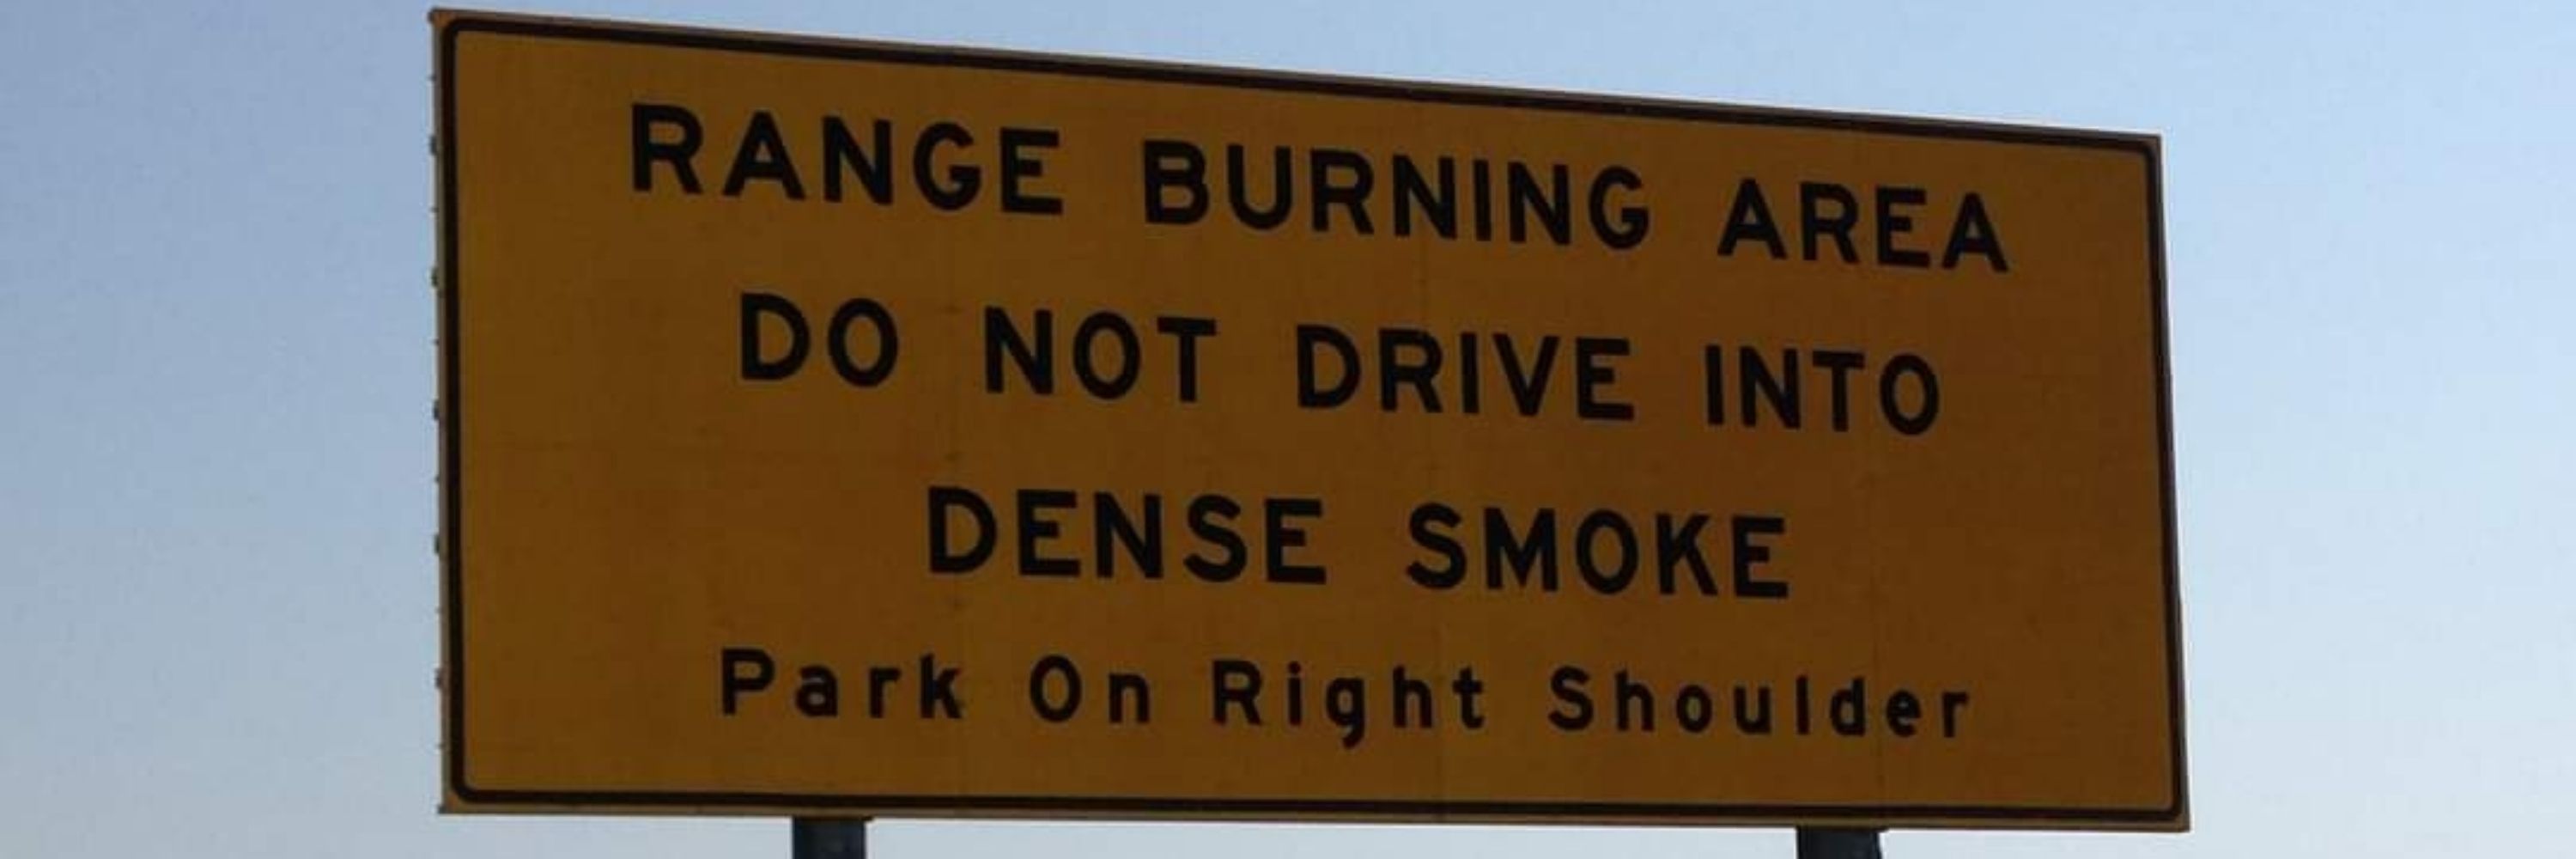 RANGE BURNING AREA
DO NOT DRIVE INTO
DENSE SMOKE
Park On Right Shoulder